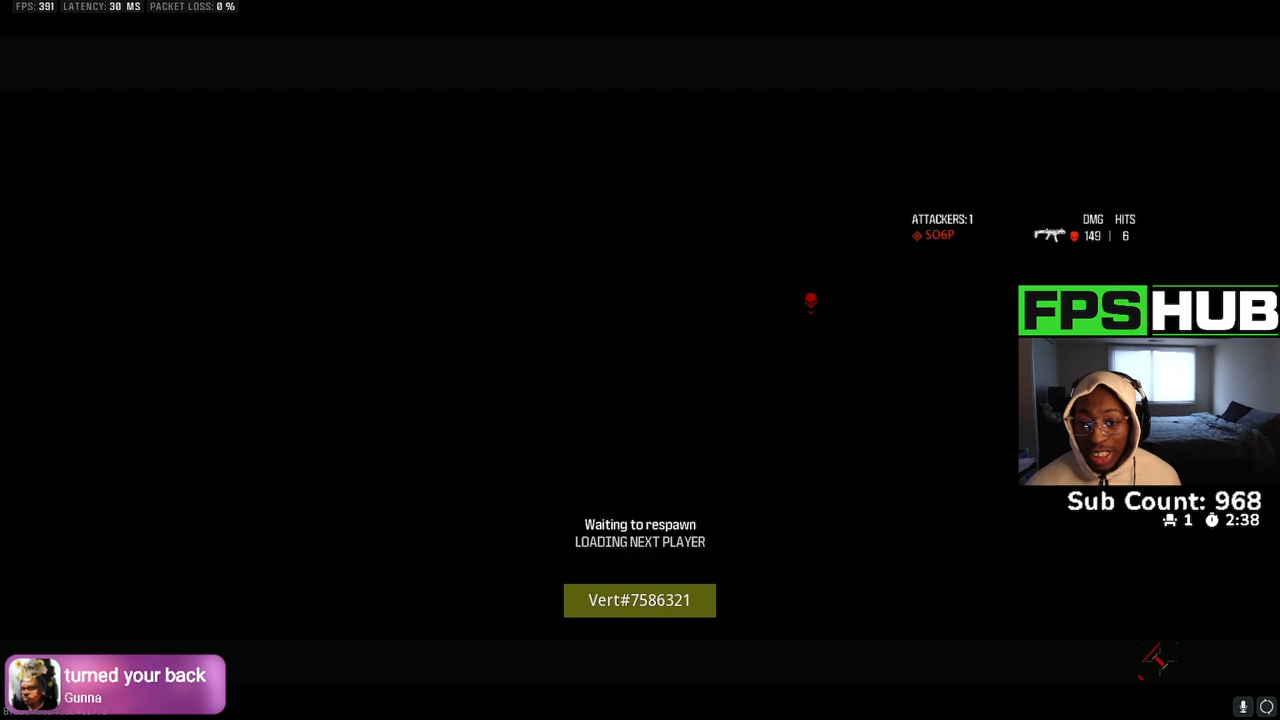 FPS: 391 LATENCY: 30 MS PACKET LOSS: 0 %
ATTACKERS: 1 DMG HITS
SO6P 149 | 6
FPS HUB
Sub Count: 968
1 2:38
Waiting to respawn
LOADING NEXT PLAYER
Vert#7586321
turned your back
Gunna